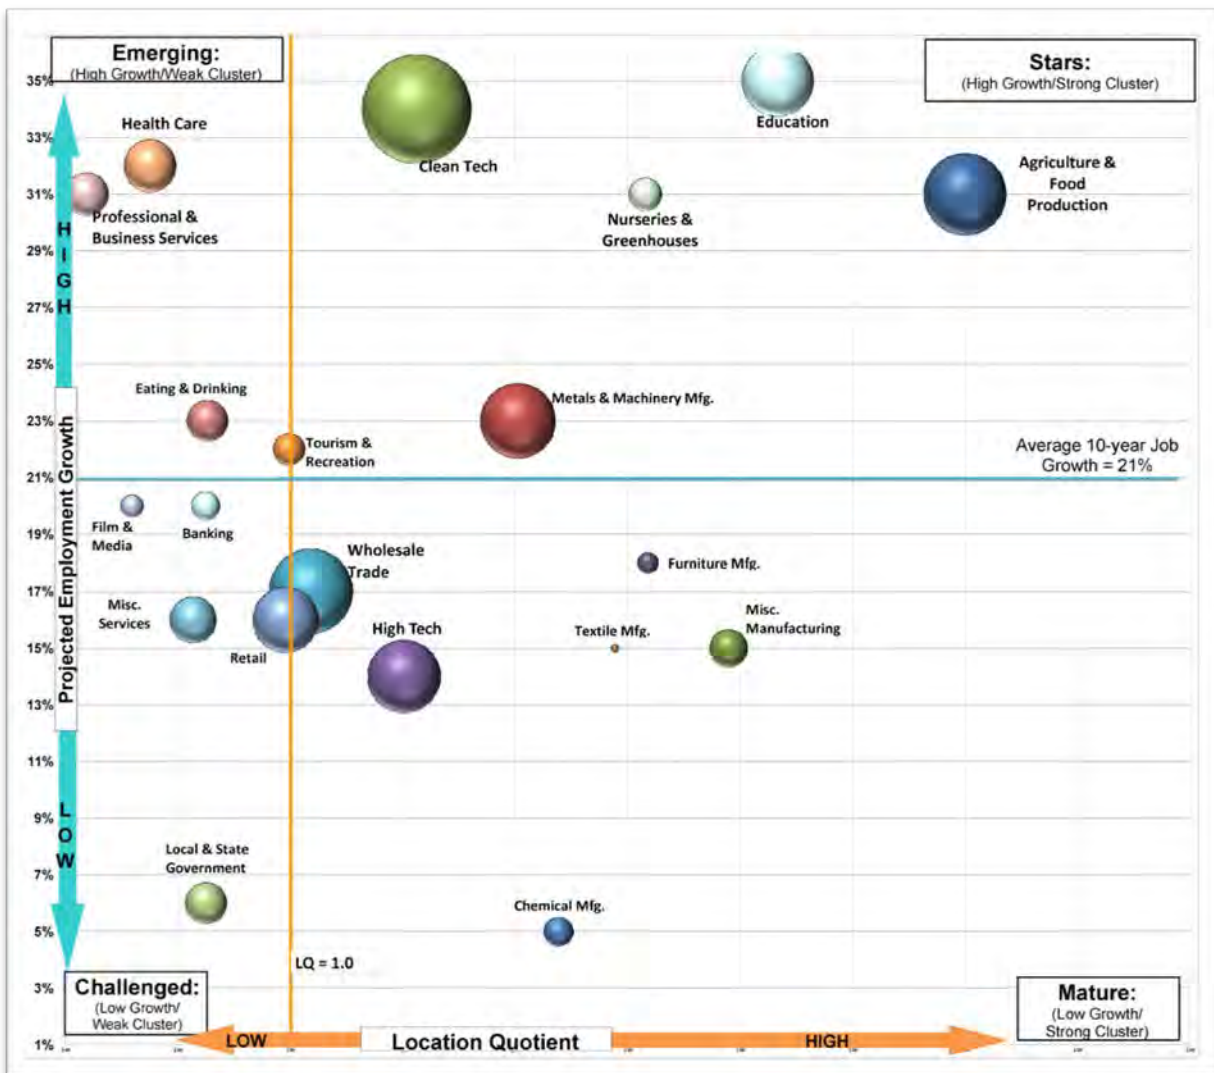 Emerging:
(High Growth/Weak Cluster)
Stars:
(High Growth/Strong Cluster)
35%
33%
31%
29%
27%
25%
23%
21%
19%
17%
15%
13%
11%
9%
7%
5%
3%
1%
HIGH
Projected Employment Growth
LOW
Health Care
Clean Tech
Education
Agriculture &
Food
Production
Professional &
Business Services
Nurseries &
Greenhouses
Eating & Drinking
Metals & Machinery Mfg.
Tourism &
Recreation
Average 10-year Job
Growth = 21%
Film &
Media
Banking
Wholesale
Trade
Furniture Mfg.
Misc.
Services
Retail
High Tech
Textile Mfg.
Misc.
Manufacturing
Local & State
Government
Chemical Mfg.
LQ = 1.0
Challenged:
(Low Growth/
Weak Cluster)
Mature:
(Low Growth/
Strong Cluster)
LOW
Location Quotient
HIGH